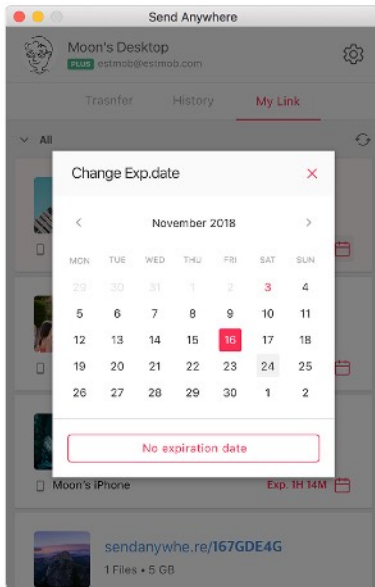 Send Anywhere
Moon's Desktop
PLUS estmob@estmob.com
Trasnfer History My Link
All
Change Exp.date
November 2018
MON TUE WED THU FRI SAT SUN
29 30 31 1 2 3 4
5 6 7 8 9 10 11
12 13 14 15 16 17 18
19 20 21 22 23 24 25
26 27 28 29 30 1 2
No expiration date
Moon's iPhone Exp. 1H 14M
sendanywhe.re/167GDE4G
1 Files • 5 GB